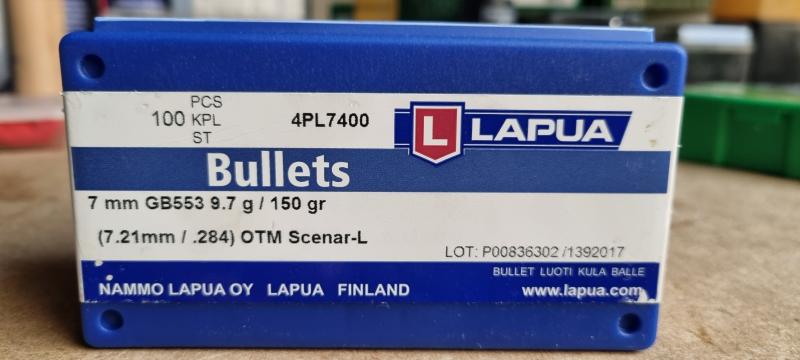 PCS
100 KPL
ST
4PL7400
L LAPUA
Bullets
7 mm GB553 9.7 g / 150 gr
(7.21mm / .284) OTM Scenar-L
LOT: P00836302 /1392017
BULLET LUOTI KULA BALLE
NAMMO LAPUA OY LAPUA FINLAND
www.lapua.com